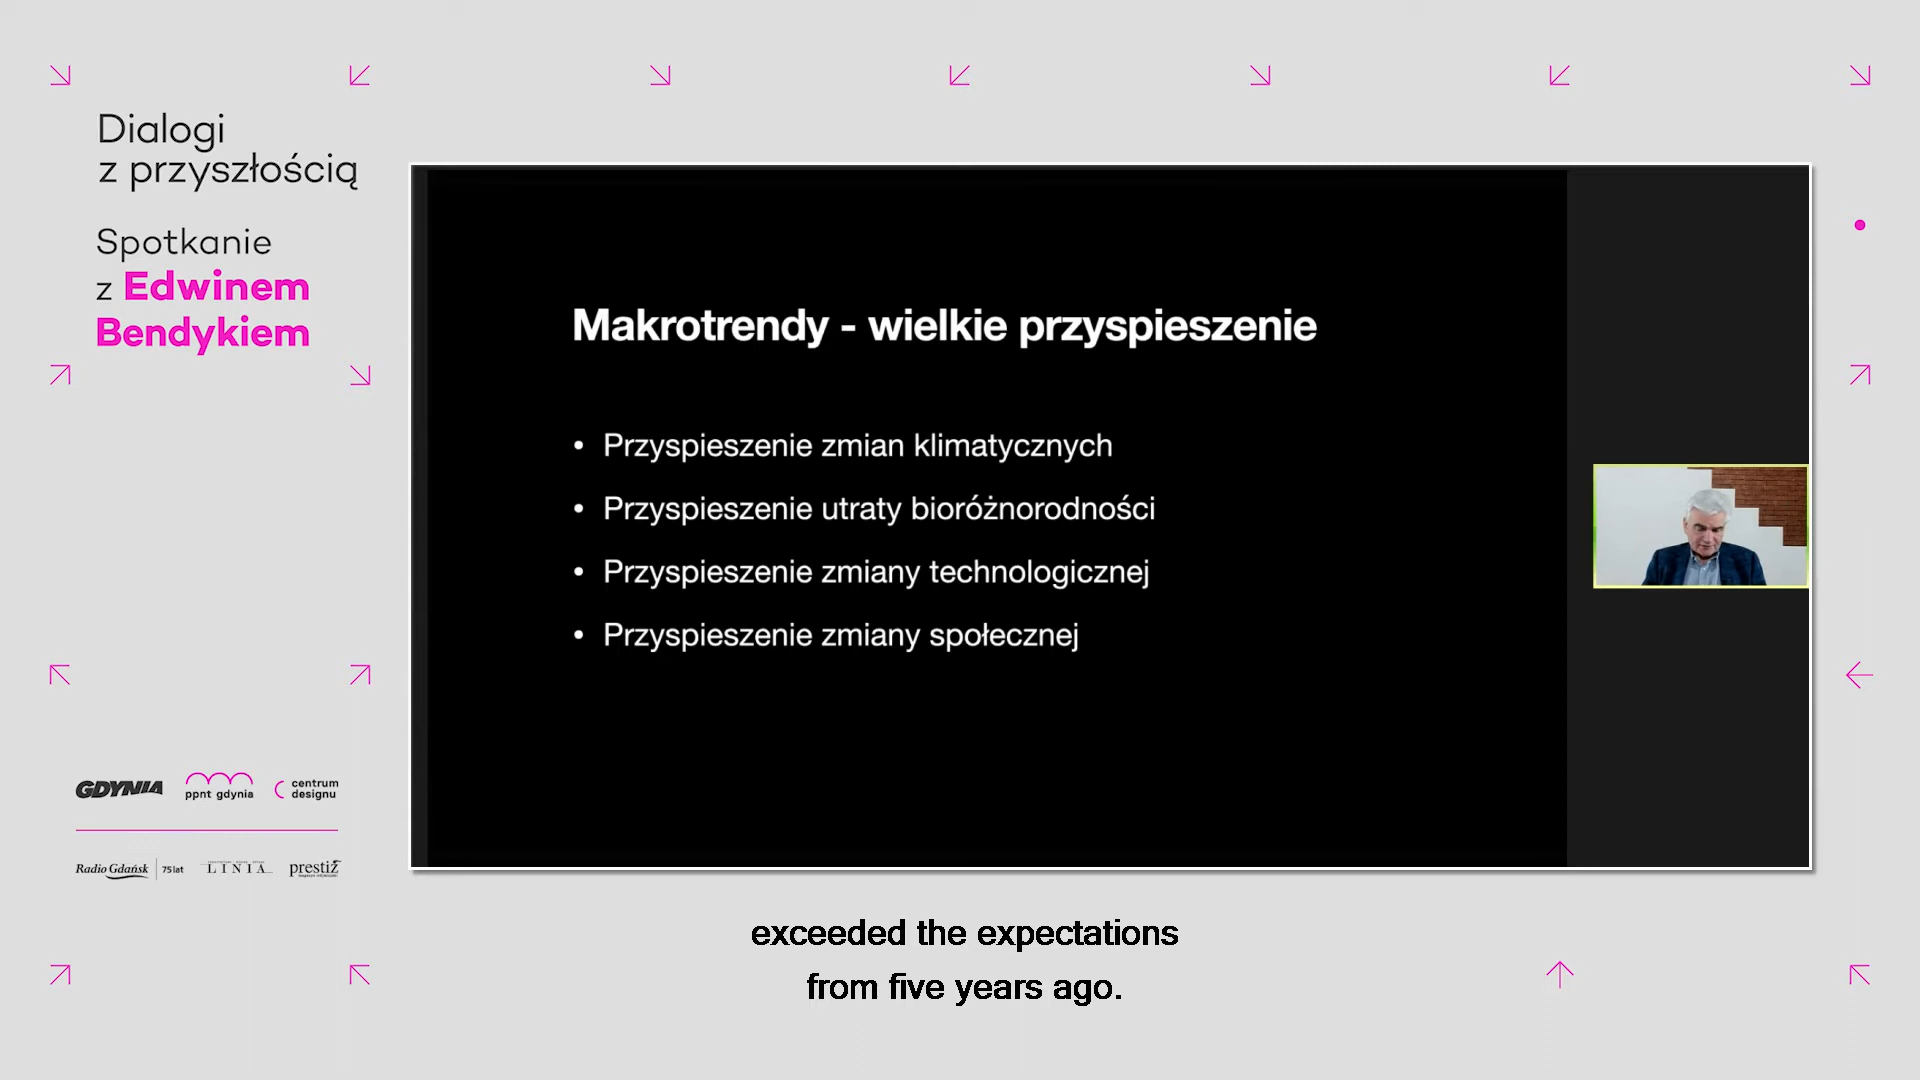 Dialogi
z przyszłością
Spotkanie
z Edwinem
Bendykiem
Makrotrendy - wielkie przyspieszenie
• Przyspieszenie zmian klimatycznych
• Przyspieszenie utraty bioróżnorodności
• Przyspieszenie zmiany technologicznej
• Przyspieszenie zmiany społecznej
GDYNIA
ppnt gdynia
centrum
designu
Radio Gdańsk
75 lat
LINIA
prestiż
exceeded the expectations
from five years ago.